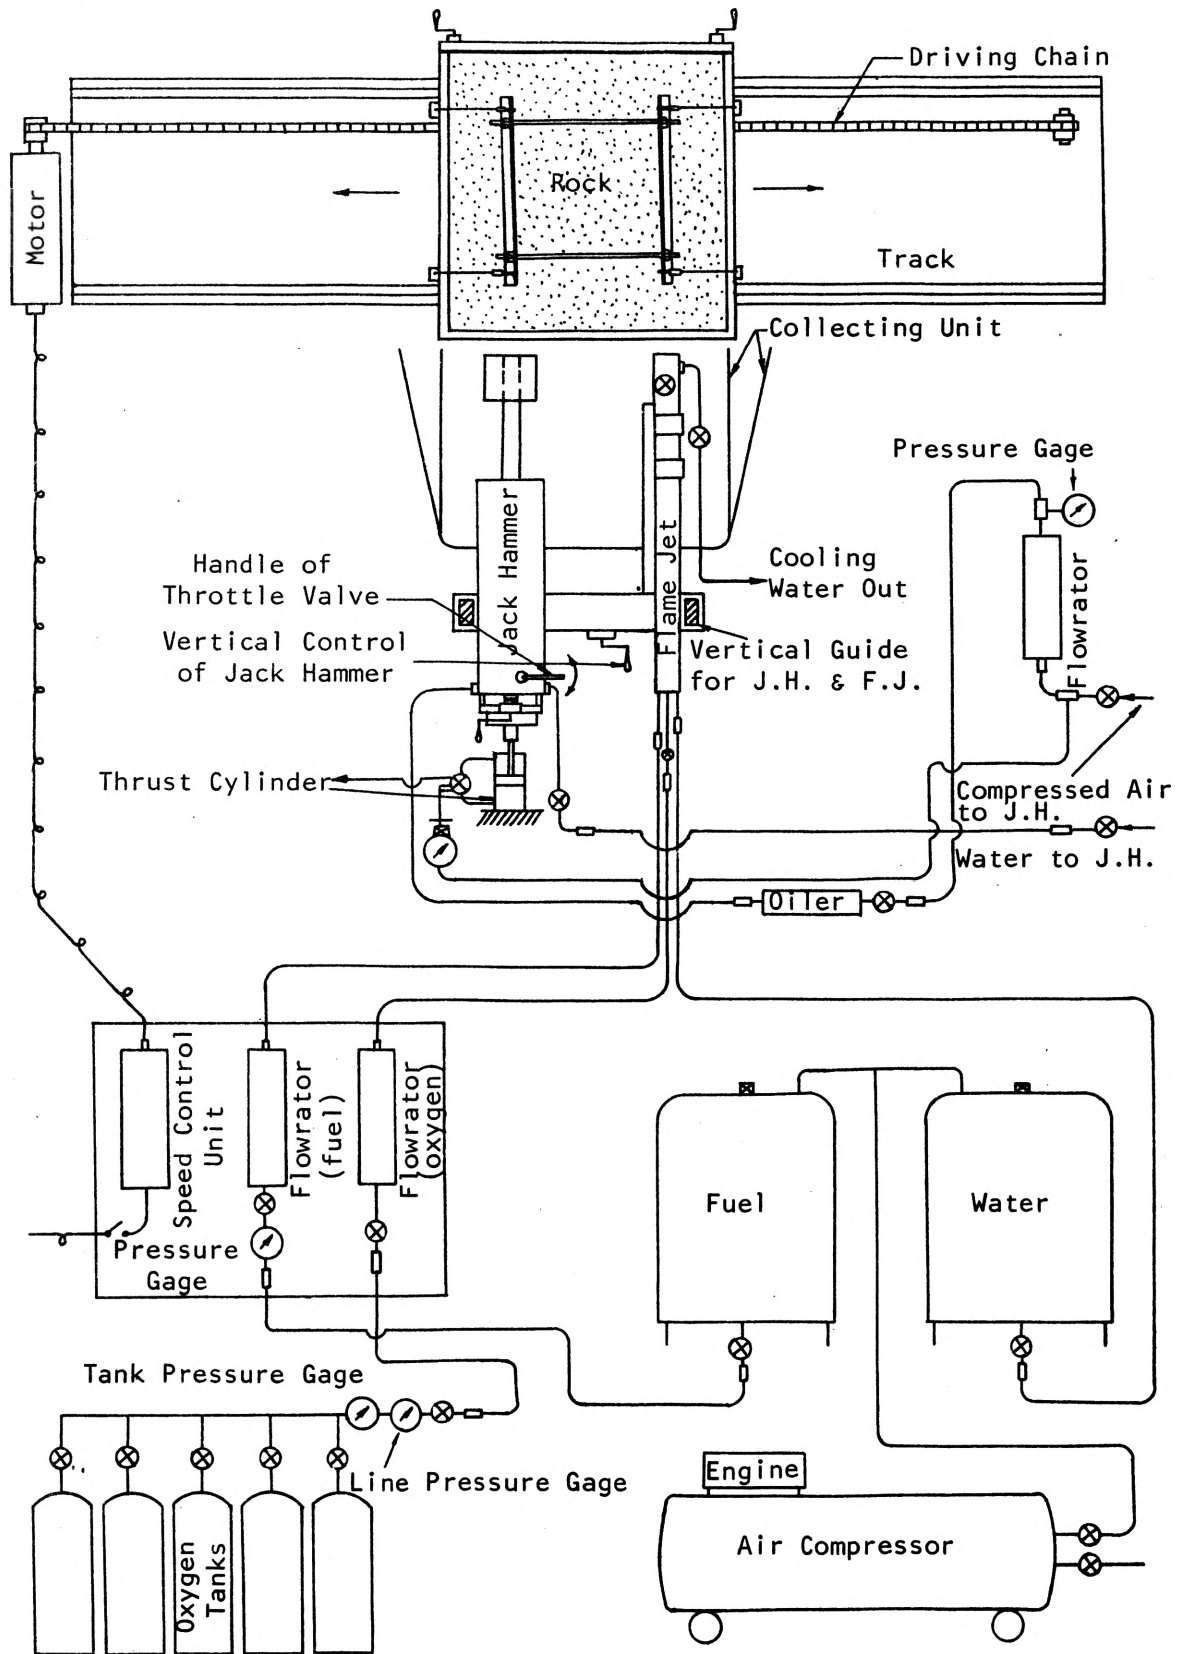 Driving Chain
Rock
Motor
Track
Collecting Unit
Pressure Gage
Jack Hammer
Flame Jet
Flowrator
Handle of
Throttle Valve
Cooling
Water Out
Vertical Control
of Jack Hammer
Vertical Guide
for J.H. & F.J.
Thrust Cylinder
Compressed Air
to J.H.
Water to J.H.
Oiler
Speed Control
Unit
Flowrator
(fuel)
Flowrator
(oxygen)
Pressure
Gage
Fuel
Water
Tank Pressure Gage
Line Pressure Gage
Engine
Air Compressor
Oxygen
Tanks